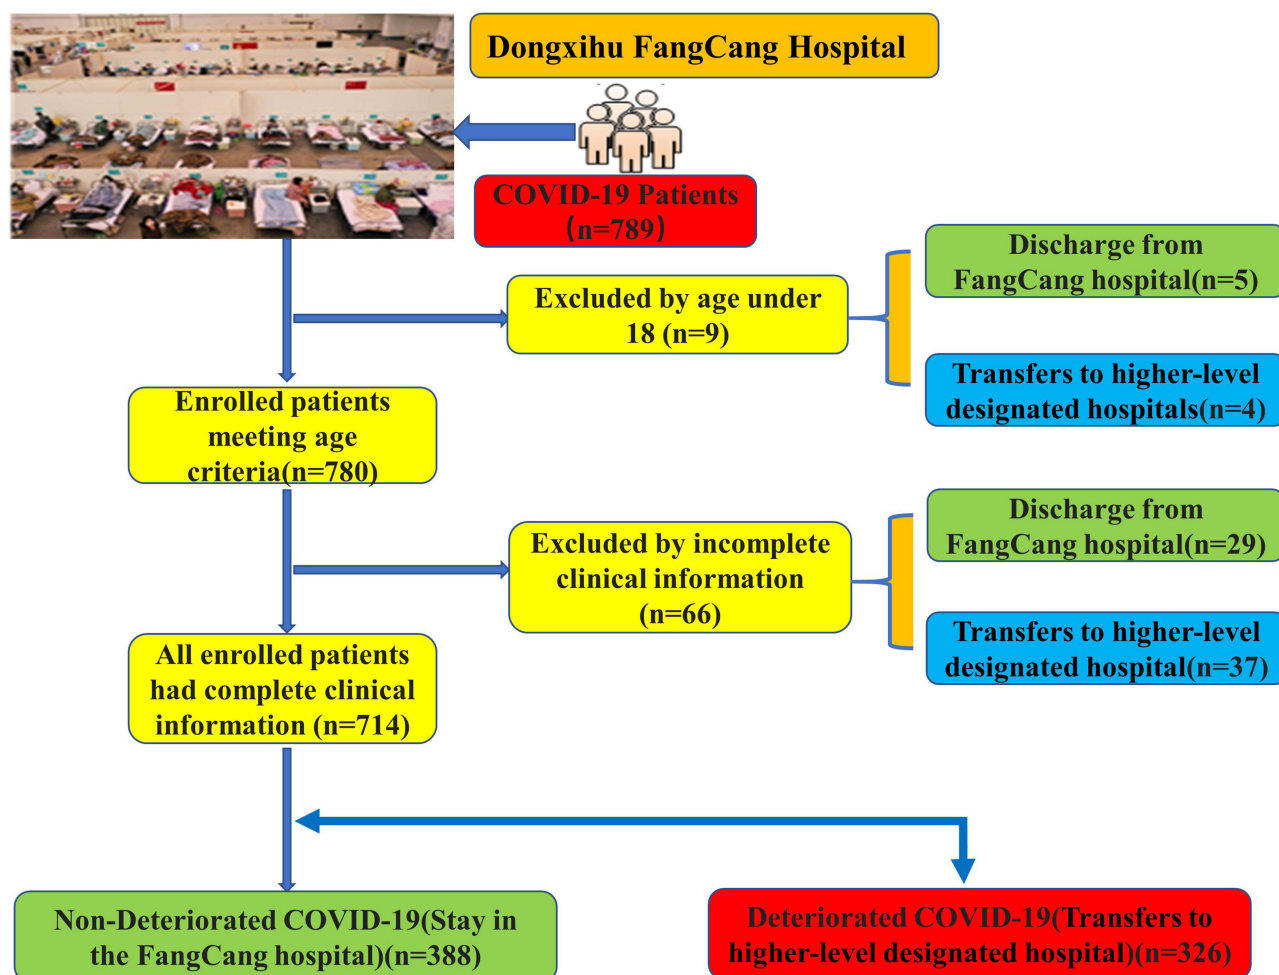 Dongxihu FangCang Hospital
COVID-19 Patients
(n=789)
Discharge from
FangCang hospital(n=5)
Excluded by age under
18 (n=9)
Transfers to higher-level
designated hospitals(n=4)
Enrolled patients
meeting age
criteria(n=780)
Discharge from
FangCang hospital(n=29)
Excluded by incomplete
clinical information
(n=66)
Transfers to higher-level
designated hospital(n=37)
All enrolled patients
had complete clinical
information (n=714)
Non-Deteriorated COVID-19(Stay in
the FangCang hospital)(n=388)
Deteriorated COVID-19(Transfers to
higher-level designated hospital)(n=326)